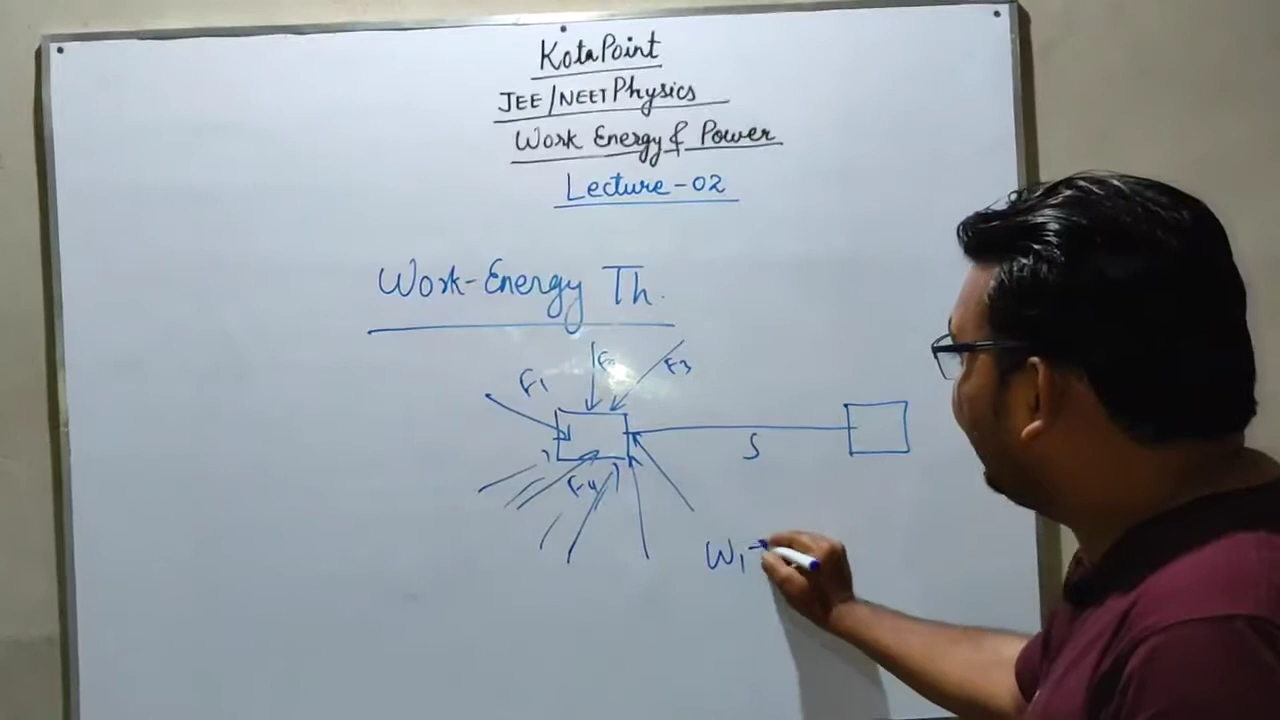 KotaPoint
JEE/NEET Physics
Work Energy & Power
Lecture-02
Work-Energy Th.
F1 F2 F3
S
F4
W1